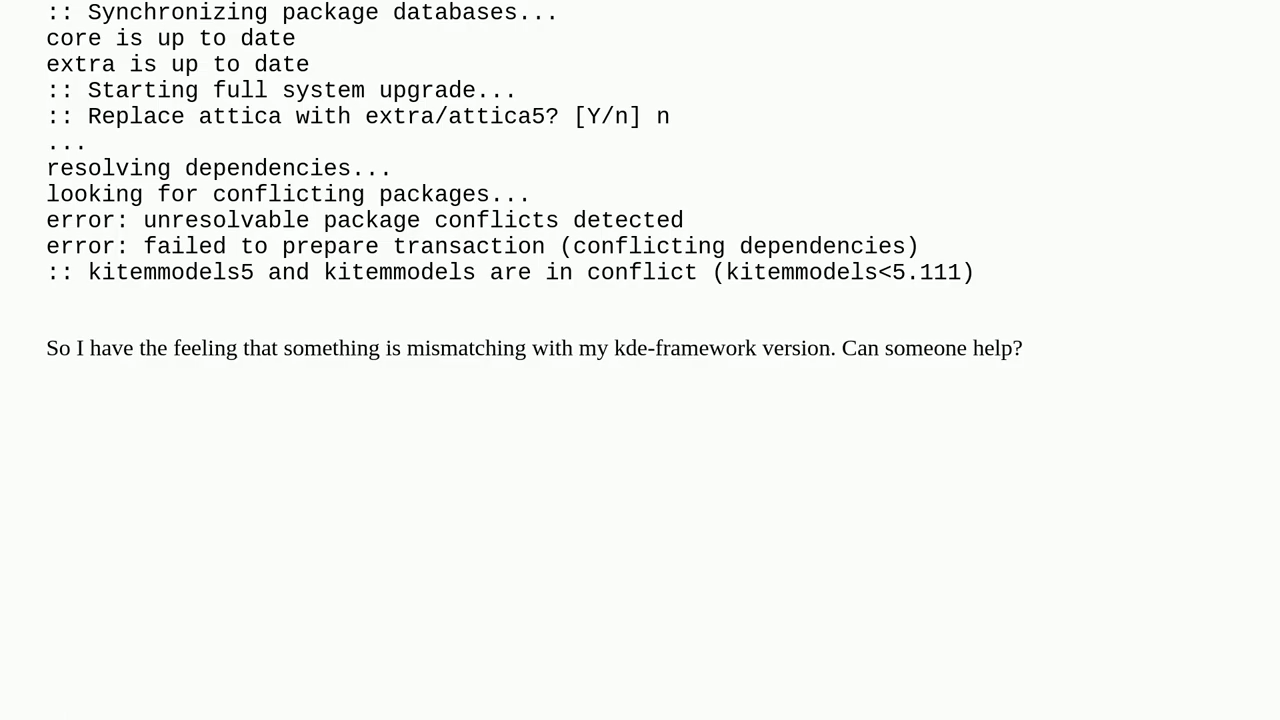 :: Synchronizing package databases...
core is up to date
extra is up to date
:: Starting full system upgrade...
:: Replace attica with extra/attica5? [Y/n] n
...
resolving dependencies...
looking for conflicting packages...
error: unresolvable package conflicts detected
error: failed to prepare transaction (conflicting dependencies)
:: kitemmodels5 and kitemmodels are in conflict (kitemmodels<5.111)
So I have the feeling that something is mismatching with my kde-framework version. Can someone help?